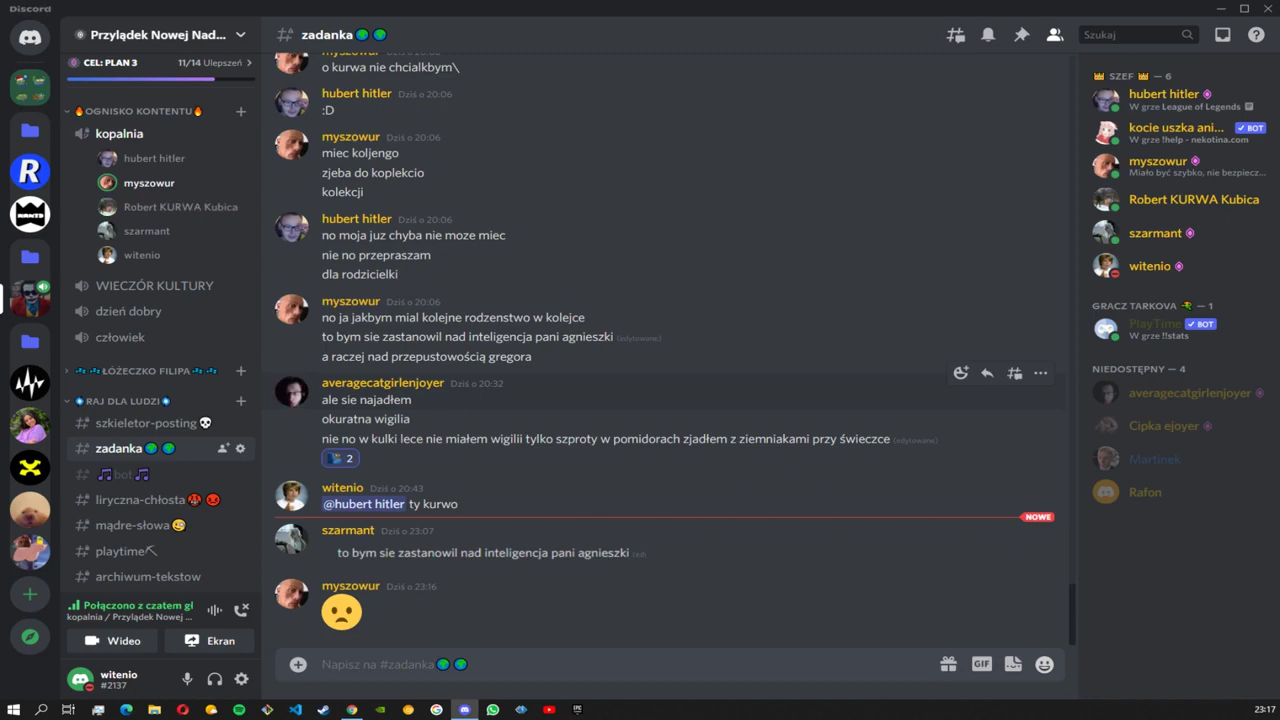 Discord
Przylądek Nowej Nad...
CEL: PLAN 3
11/14 Ulepszeń
OGNISKO KONTENTU
kopalnia
hubert hitler
myszowur
Robert KURWA Kubica
szarmant
witenio
WIECZÓR KULTURY
dzień dobry
człowiek
ŁÓŻECZKO FILIPA
RAJ DLA LUDZI
szkieletor-posting
zadanka
bot
liryczna-chłosta
mądre-słowa
playtime
archiwum-tekstow
Połączono z czatem gł
kopalnia / Przylądek Nowej ...
Wideo
Ekran
witenio
#2137
zadanka
Szukaj
myszowur
o kurwa nie chcialkbym\
hubert hitler Dziś o 20:06
:D
myszowur Dziś o 20:06
miec koljengo
zjeba do koplekcio
kolekcji
hubert hitler Dziś o 20:06
no moja juz chyba nie moze miec
nie no przepraszam
dla rodzicielki
myszowur Dziś o 20:06
no ja jakbym mial kolejne rodzenstwo w kolejce
to bym sie zastanowil nad inteligencja pani agnieszki (edytowane)
a raczej nad przepustowością gregora
averagecatgirlenjoyer Dziś o 20:32
ale sie najadłem
okuratna wigilia
nie no w kulki lece nie miałem wigilii tylko szproty w pomidorach zjadłem z ziemniakami przy świeczce (edytowane)
2
witenio Dziś o 20:43
@hubert hitler ty kurwo
NOWE
szarmant Dziś o 23:07
to bym sie zastanowil nad inteligencja pani agnieszki (ed)
myszowur Dziś o 23:16
Napisz na #zadanka
GIF
SZEF — 6
hubert hitler
W grze League of Legends
kocie uszka ani... BOT
W grze !help - nekotina.com
myszowur
Miało być szybko, nie bezpiecz...
Robert KURWA Kubica
szarmant
witenio
GRACZ TARKOVA — 1
PlayTime BOT
W grze !!stats
NIEDOSTĘPNY — 4
averagecatgirlenjoyer
Cipka ejoyer
Martinek
Rafon
23:17